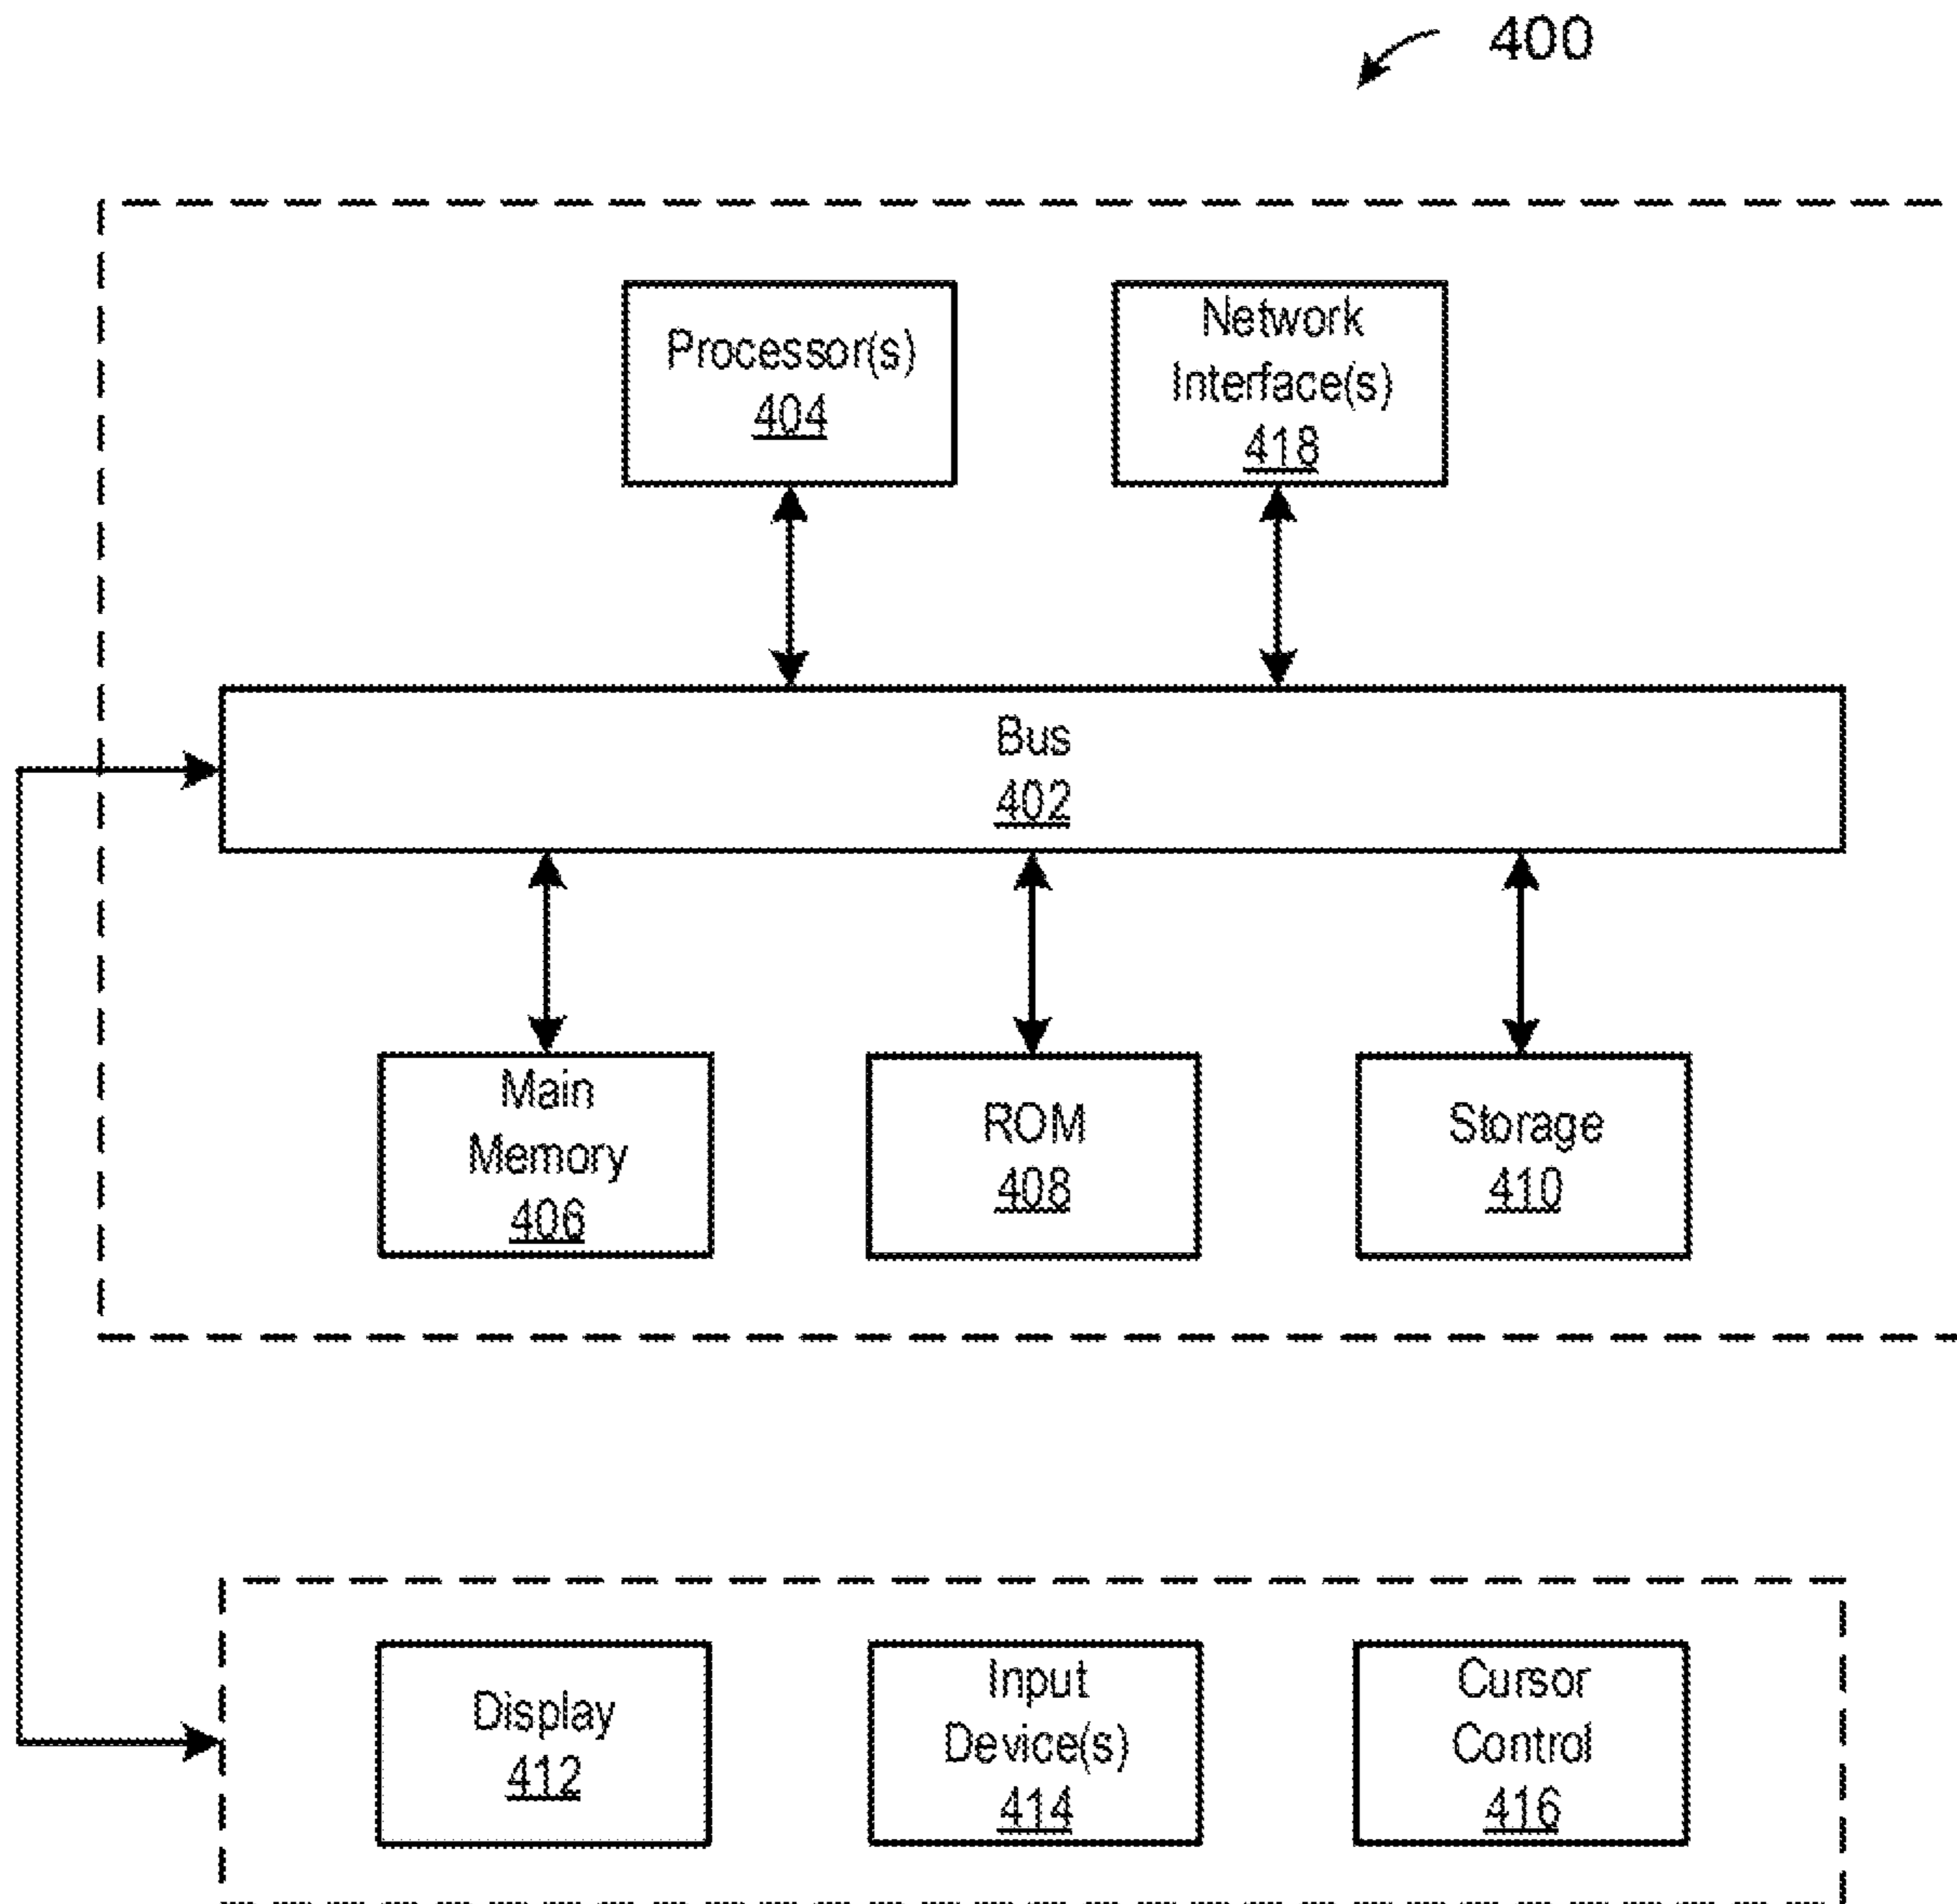 400
Processor(s)
404
Network
Interface(s)
418
Bus
402
Main
Memory
406
ROM
408
Storage
410
Display
412
Input
Device(s)
414
Cursor
Control
416